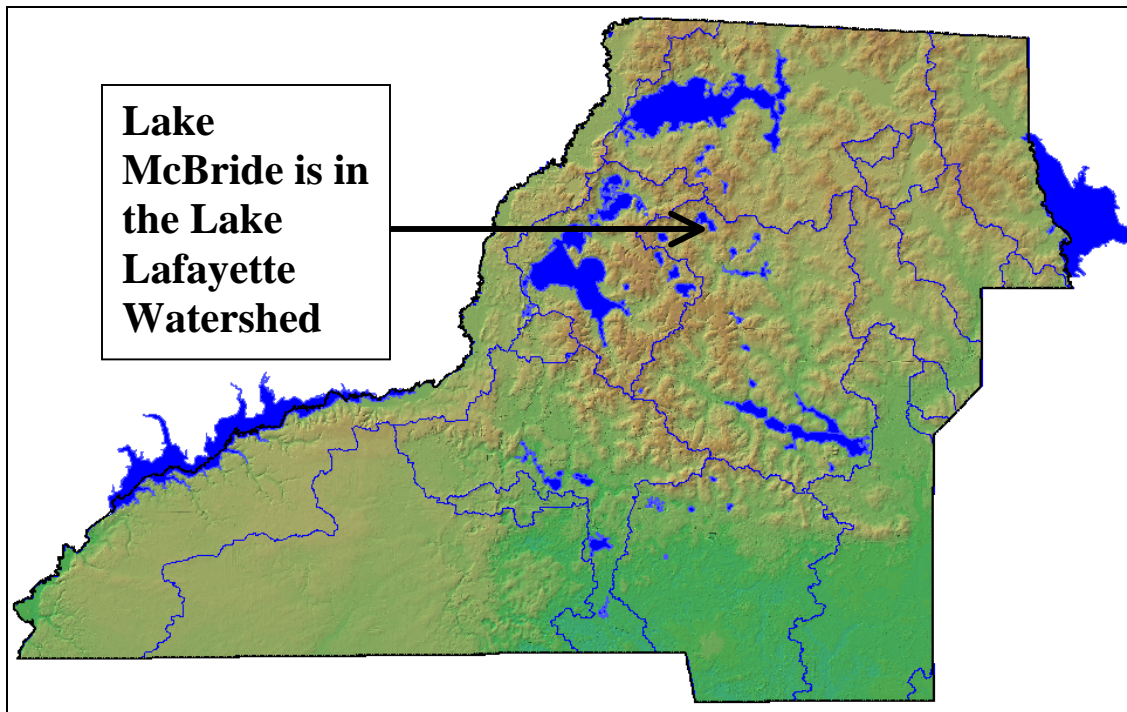 Lake
McBride is in
the Lake
Lafayette
Watershed